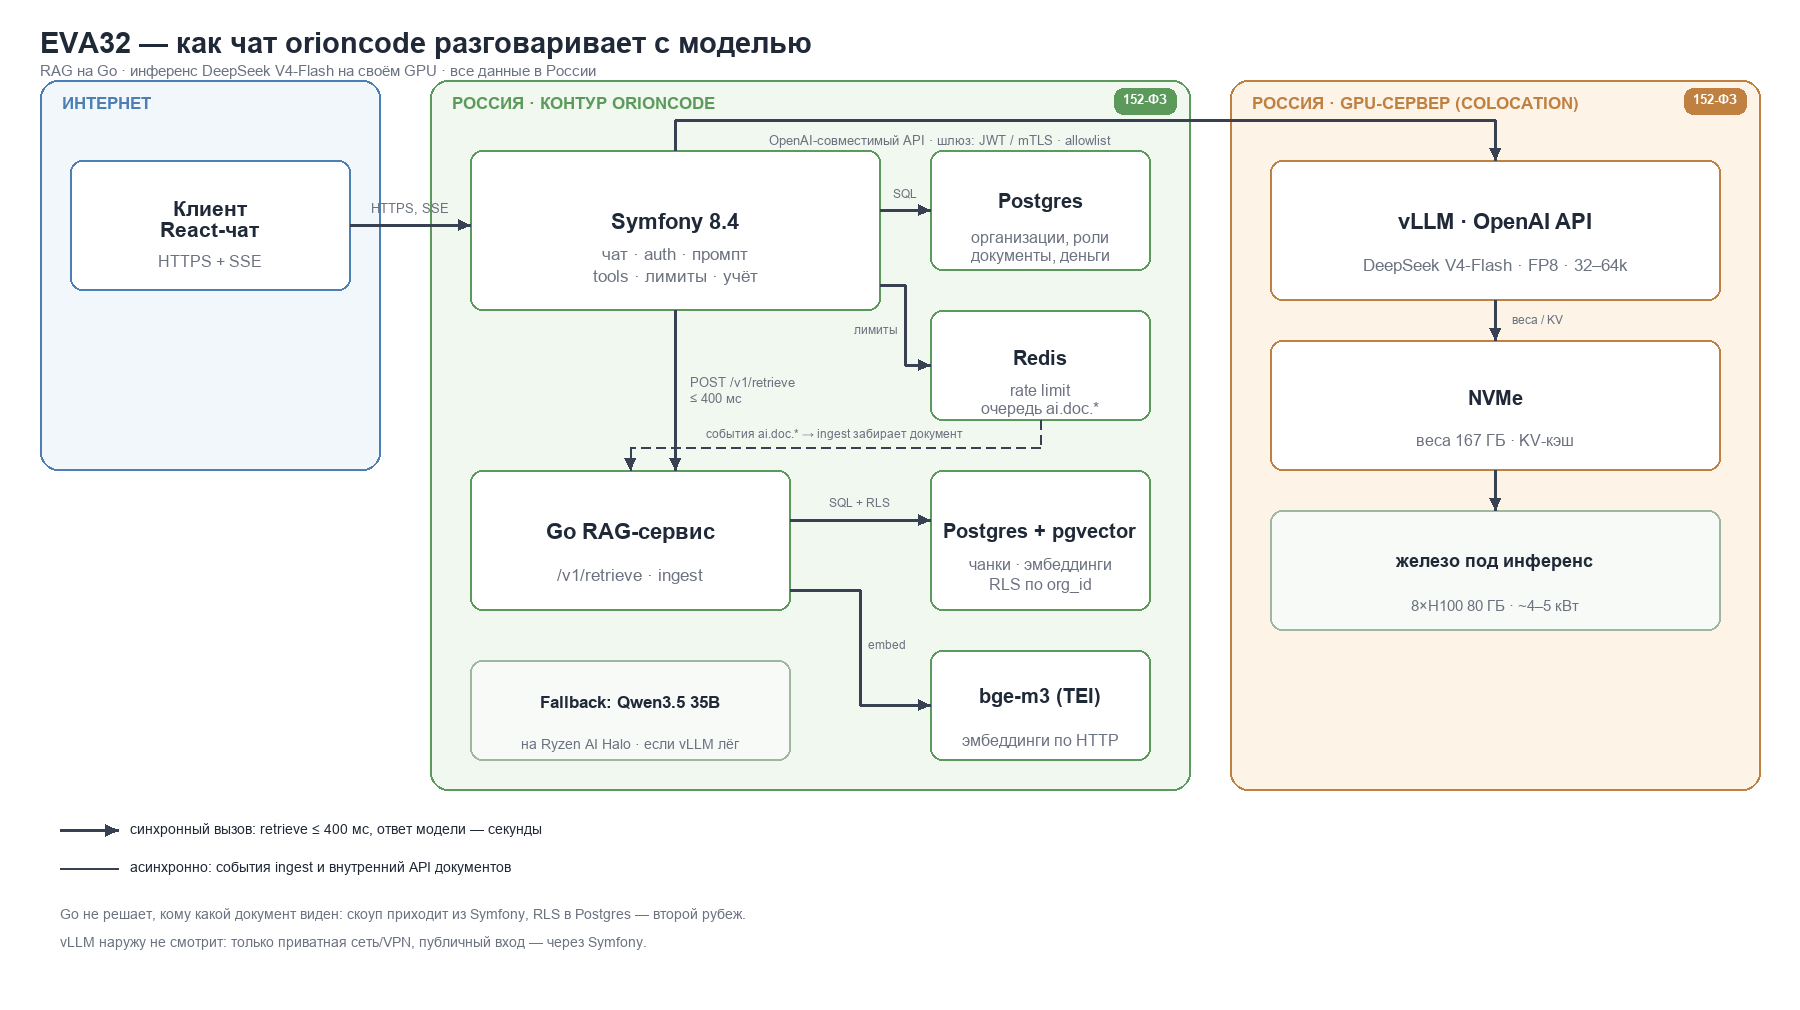 EVA32 — как чат orioncode разговаривает с моделью
RAG на Go · инференс DeepSeek V4-Flash на своём GPU · все данные в России
ИНТЕРНЕТ
Клиент
React-чат
HTTPS + SSE
HTTPS, SSE
РОССИЯ · КОНТУР ORIONCODE
152-ФЗ
OpenAI-совместимый API · шлюз: JWT / mTLS · allowlist
Symfony 8.4
чат · auth · промпт
tools · лимиты · учёт
SQL
Postgres
организации, роли
документы, деньги
лимиты
Redis
rate limit
очередь ai.doc.*
POST /v1/retrieve
≤ 400 мс
события ai.doc.* → ingest забирает документ
Go RAG-сервис
/v1/retrieve · ingest
SQL + RLS
Postgres + pgvector
чанки · эмбеддинги
RLS по org_id
embed
Fallback: Qwen3.5 35B
на Ryzen AI Halo · если vLLM лёг
bge-m3 (TEI)
эмбеддинги по HTTP
РОССИЯ · GPU-СЕРВЕР (COLOCATION)
152-ФЗ
vLLM · OpenAI API
DeepSeek V4-Flash · FP8 · 32–64k
веса / KV
NVMe
веса 167 ГБ · KV-кэш
железо под инференс
8×H100 80 ГБ · ~4–5 кВт
синхронный вызов: retrieve ≤ 400 мс, ответ модели — секунды
асинхронно: события ingest и внутренний API документов
Go не решает, кому какой документ виден: скоуп приходит из Symfony, RLS в Postgres — второй рубеж.
vLLM наружу не смотрит: только приватная сеть/VPN, публичный вход — через Symfony.